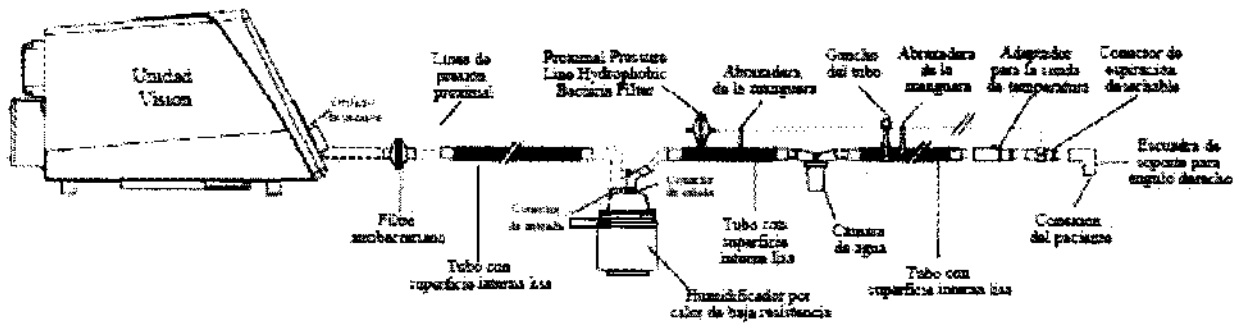 Unidad
Vision
Línea de
presión
proximal
Proximal Pressure
Line Hydrophobic
Bacteria Filter
Abrazadera
de la manguera
Gancho
del tubo
Abrazadera
de la
manguera
Adaptador
para la sonda
de temperatura
Conector de
espiración
desechable
Escuadra de
soporte para
ángulo derecho
Conexión
del paciente
Filtro
antibacteriano
Tubo con
superficie interna lisa
Conector
de entrada
Conector
de salida
Humidificador por
calor de baja resistencia
Tubo con
superficie
interna lisa
Cámara
de agua
Tubo con
superficie interna lisa